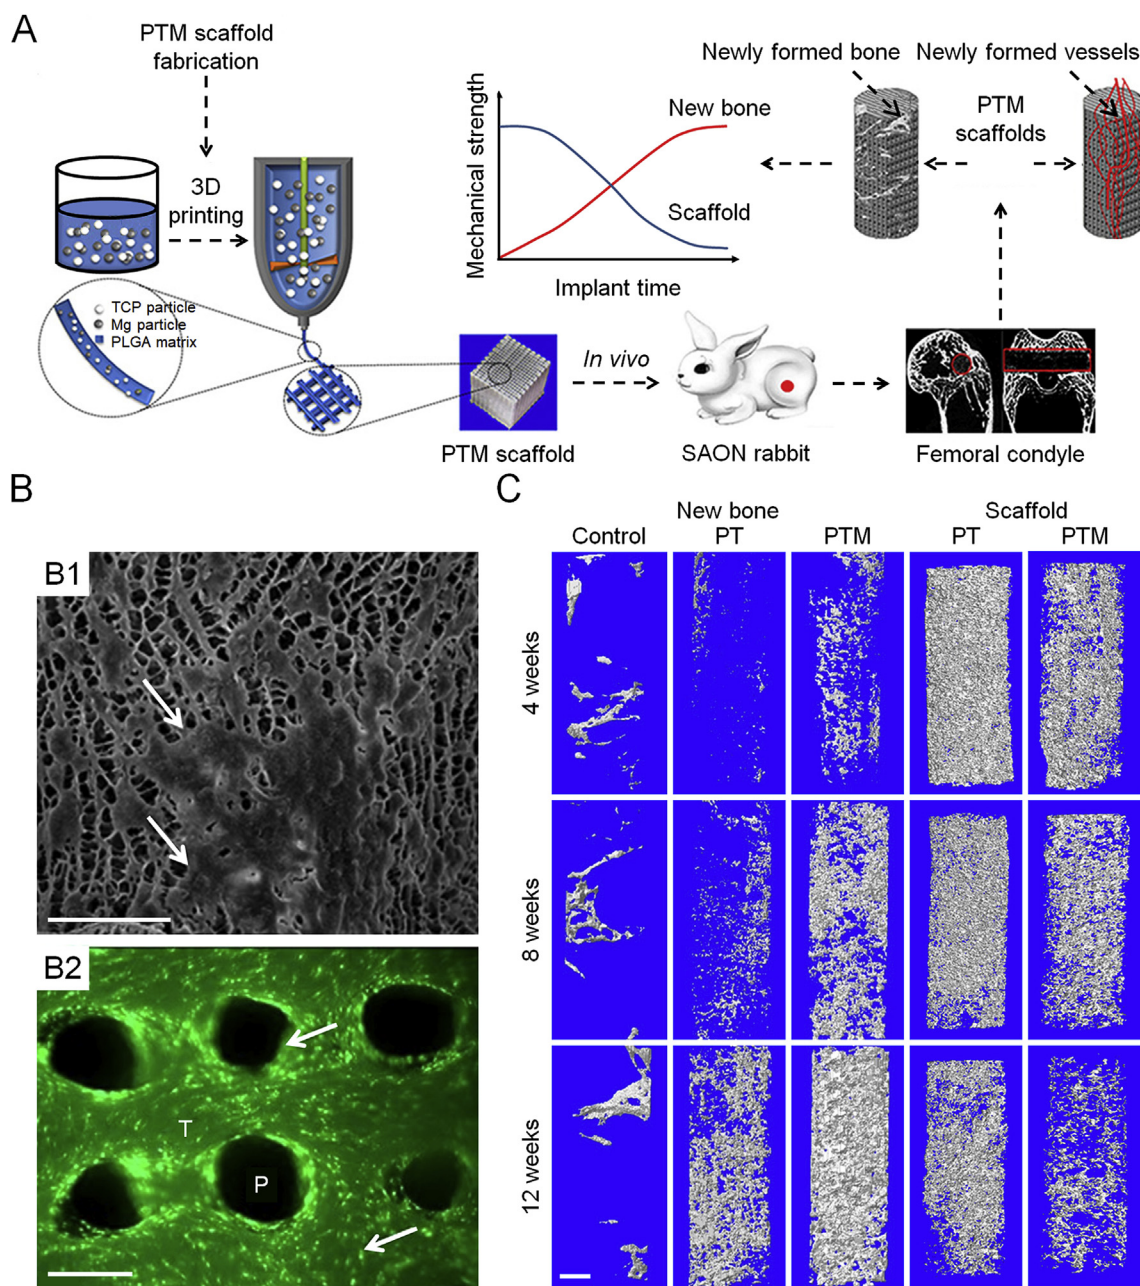 A
PTM scaffold
fabrication
3D
printing
TCP particle
Mg particle
PLGA matrix
Mechanical strength
New bone
Scaffold
Implant time
Newly formed bone
Newly formed vessels
PTM
scaffolds
PTM scaffold
In vivo
SAON rabbit
Femoral condyle
B
B1
B2
T
P
C
New bone
Scaffold
Control
PT
PTM
PT
PTM
4 weeks
8 weeks
12 weeks